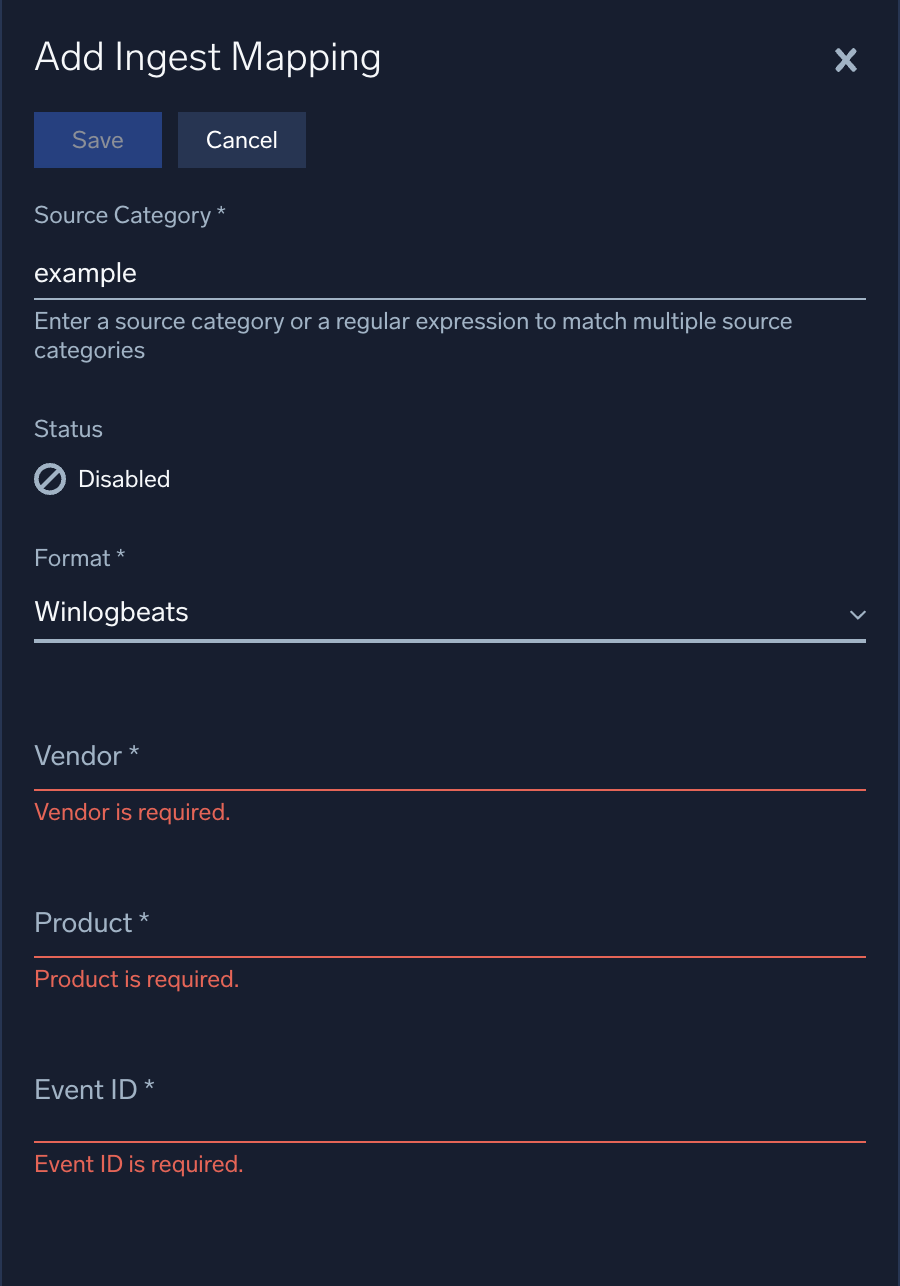 Add Ingest Mapping
Save
Cancel
Source Category *
example
Enter a source category or a regular expression to match multiple source
categories
Status
Disabled
Format *
Winlogbeats
Vendor *
Vendor is required.
Product *
Product is required.
Event ID *
Event ID is required.